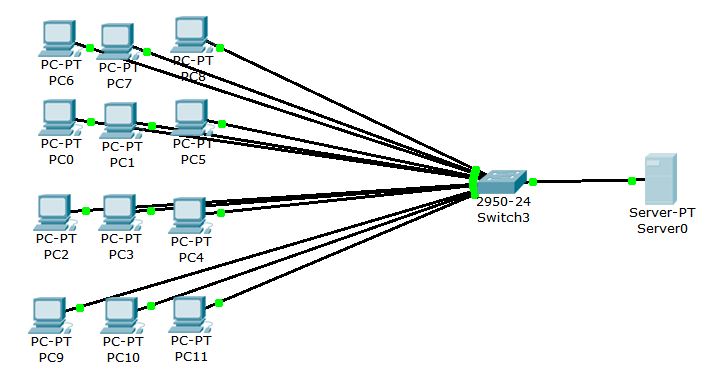 PC-PT
PC6
PC-PT
PC7
PC-PT
PC8
PC-PT
PC0
PC-PT
PC1
PC-PT
PC5
2950-24
Switch3
Server-PT
Server0
PC-PT
PC2
PC-PT
PC3
PC-PT
PC4
PC-PT
PC9
PC-PT
PC10
PC-PT
PC11